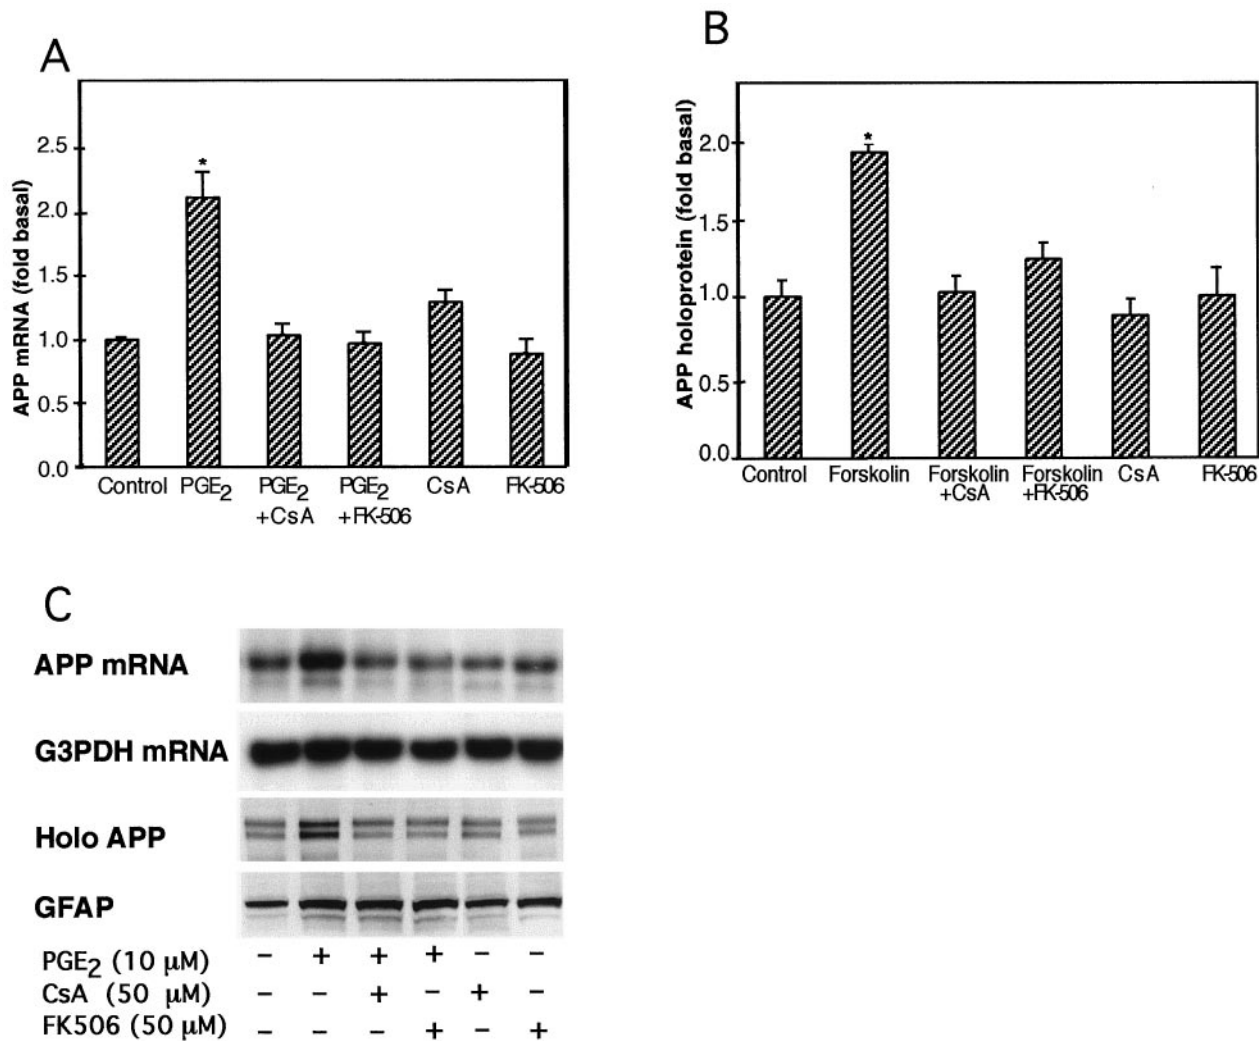 A
APP mRNA (fold basal)
2.5
2.0
1.5
1.0
0.5
0.0
*
Control PGE2 PGE2 PGE2 CsA FK-506
+CsA +FK-506
B
APP holoprotein (fold basal)
2.0
1.5
1.0
0.5
0.0
*
Control Forskolin Forskolin Forskolin CsA FK-506
+CsA +FK-506
C
APP mRNA
G3PDH mRNA
Holo APP
GFAP
PGE2 (10 μM) − + + + − −
CsA (50 μM) − − + − + −
FK506 (50 μM) − − − + − +